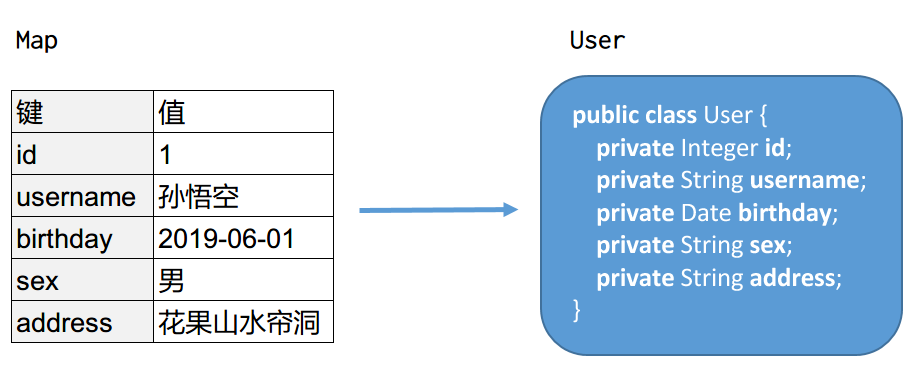 Map
键 值
id 1
username 孙悟空
birthday 2019-06-01
sex 男
address 花果山水帘洞
User
public class User {
private Integer id;
private String username;
private Date birthday;
private String sex;
private String address;
}